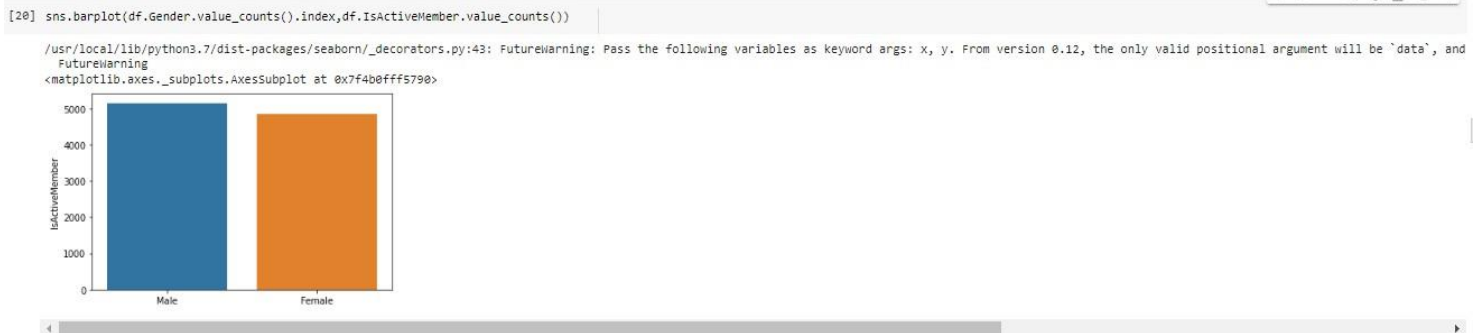 [20] sns.barplot(df.Gender.value_counts().index,df.IsActiveMember.value_counts())
/usr/local/lib/python3.7/dist-packages/seaborn/_decorators.py:43: FutureWarning: Pass the following variables as keyword args: x, y. From version 0.12, the only valid positional argument will be `data`, and
FutureWarning
<matplotlib.axes._subplots.AxesSubplot at 0x7f4b0fff5790>
5000
4000
3000
2000
1000
0
IsActiveMember
Male Female